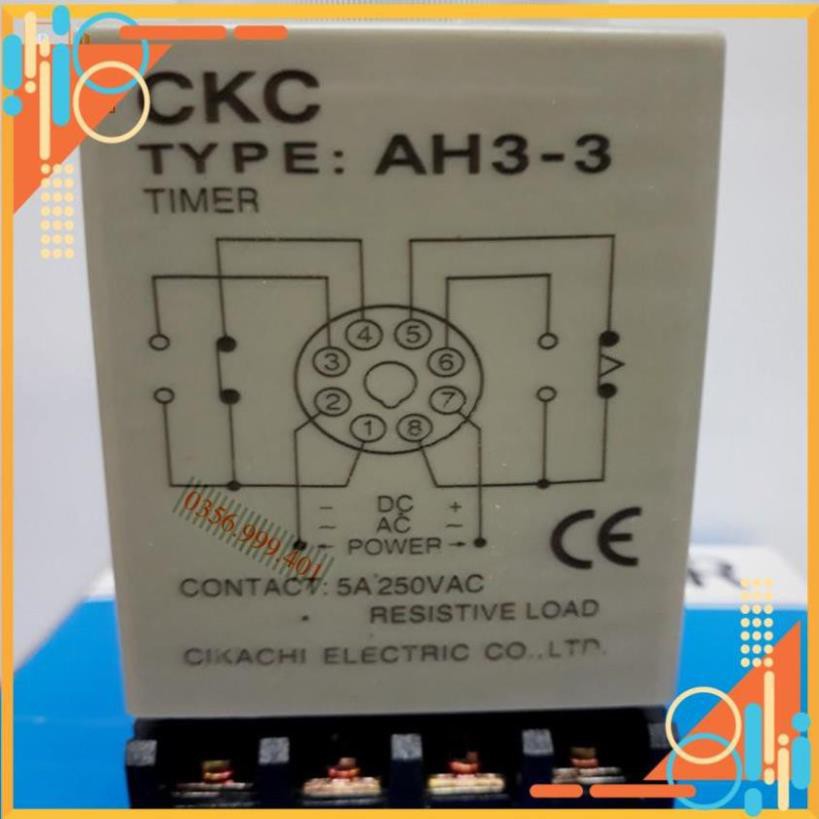 CKC
TYPE: AH3-3
TIMER
4 5
3 6
2 7
1 8
– DC +
~ AC ~
← POWER →
CE
0356.999.401
CONTACT: 5A 250VAC
RESISTIVE LOAD
CIKACHI ELECTRIC CO.,LTD.